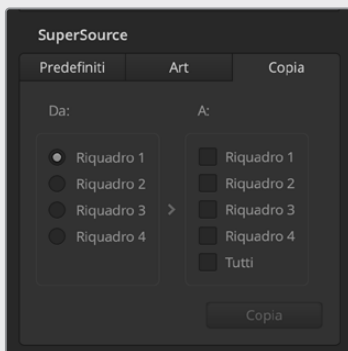 SuperSource
Predefiniti Art Copia
Da: A:
Riquadro 1 Riquadro 1
Riquadro 2 Riquadro 2
Riquadro 3 > Riquadro 3
Riquadro 4 Riquadro 4
Tutti
Copia